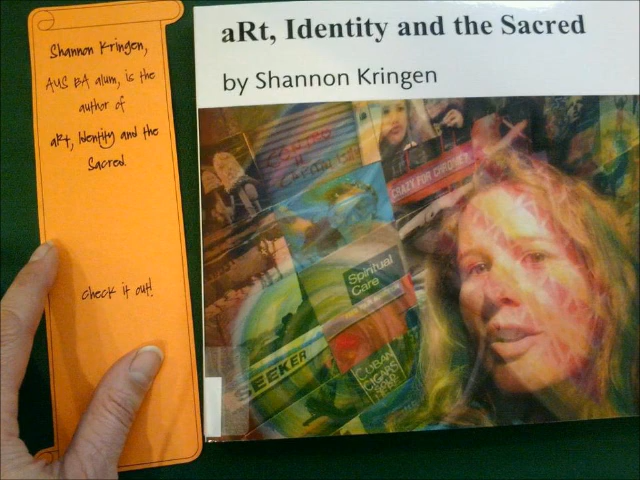 Shannon Kringen,
AUS BA alum, is the
author of
aRt, Identity and the
Sacred.
check it out!
aRt, Identity and the Sacred
by Shannon Kringen
CRAZY FOR CHRONEY
Spiritual
Care
SEEKER
CUBAN
CIGARS